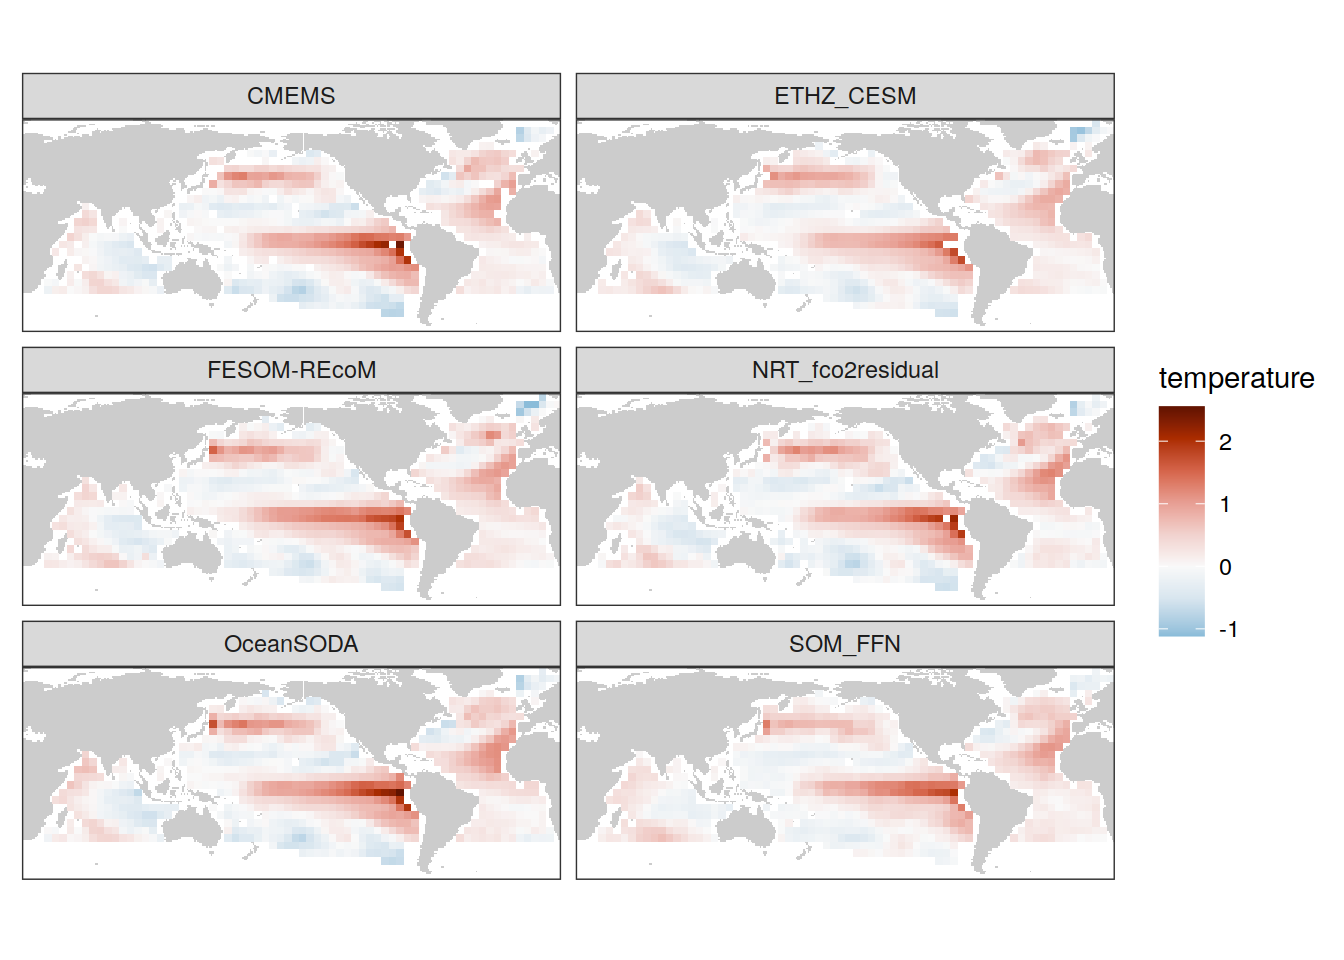 CMEMS
ETHZ_CESM
FESOM-REcoM
NRT_fco2residual
OceanSODA
SOM_FFN
temperature
2
1
0
-1